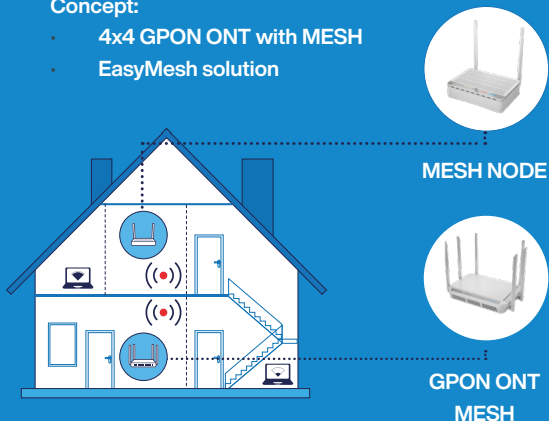 Concept:
· 4x4 GPON ONT with MESH
· EasyMesh solution
MESH NODE
GPON ONT
MESH